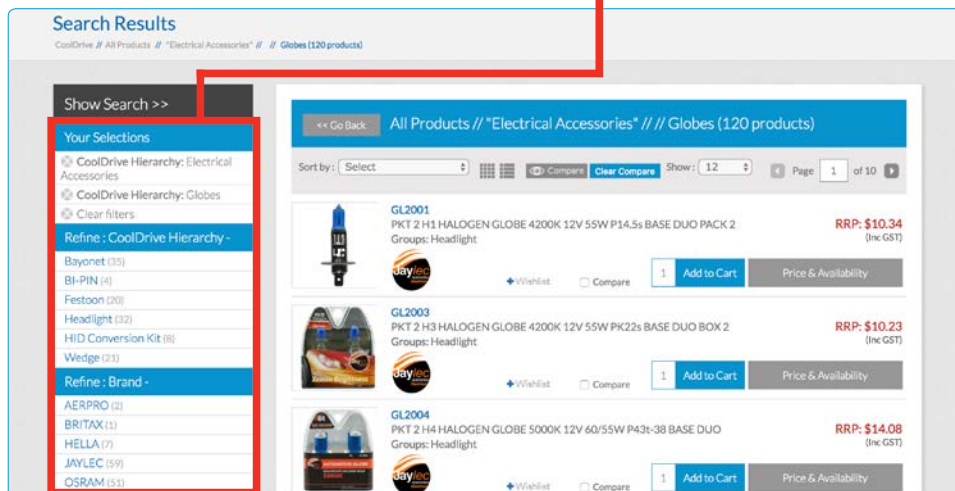 Search Results
CoolDrive // All Products // "Electrical Accessories" // // Globes (120 products)
Show Search >>
Your Selections
CoolDrive Hierarchy: Electrical
Accessories
CoolDrive Hierarchy: Globes
Clear filters
Refine : CoolDrive Hierarchy -
Bayonet (35)
BI-PIN (4)
Festoon (20)
Headlight (32)
HID Conversion Kit (8)
Wedge (21)
Refine : Brand -
AERPRO (2)
BRITAX (1)
HELLA (7)
JAYLEC (59)
OSRAM (51)
<< Go Back All Products // "Electrical Accessories" // // Globes (120 products)
Sort by : Select Compare Clear Compare Show : 12 Page 1 of 10
GL2001
PKT 2 H1 HALOGEN GLOBE 4200K 12V 55W P14.5s BASE DUO PACK 2
Groups: Headlight
RRP: $10.34
(Inc GST)
Jaylec
Wishlist Compare 1 Add to Cart Price & Availability
GL2003
PKT 2 H3 HALOGEN GLOBE 4200K 12V 55W PK22s BASE DUO BOX 2
Groups: Headlight
RRP: $10.23
(Inc GST)
Jaylec
Wishlist Compare 1 Add to Cart Price & Availability
GL2004
PKT 2 H4 HALOGEN GLOBE 5000K 12V 60/55W P43t-38 BASE DUO
Groups: Headlight
RRP: $14.08
(Inc GST)
Jaylec
Wishlist Compare 1 Add to Cart Price & Availability